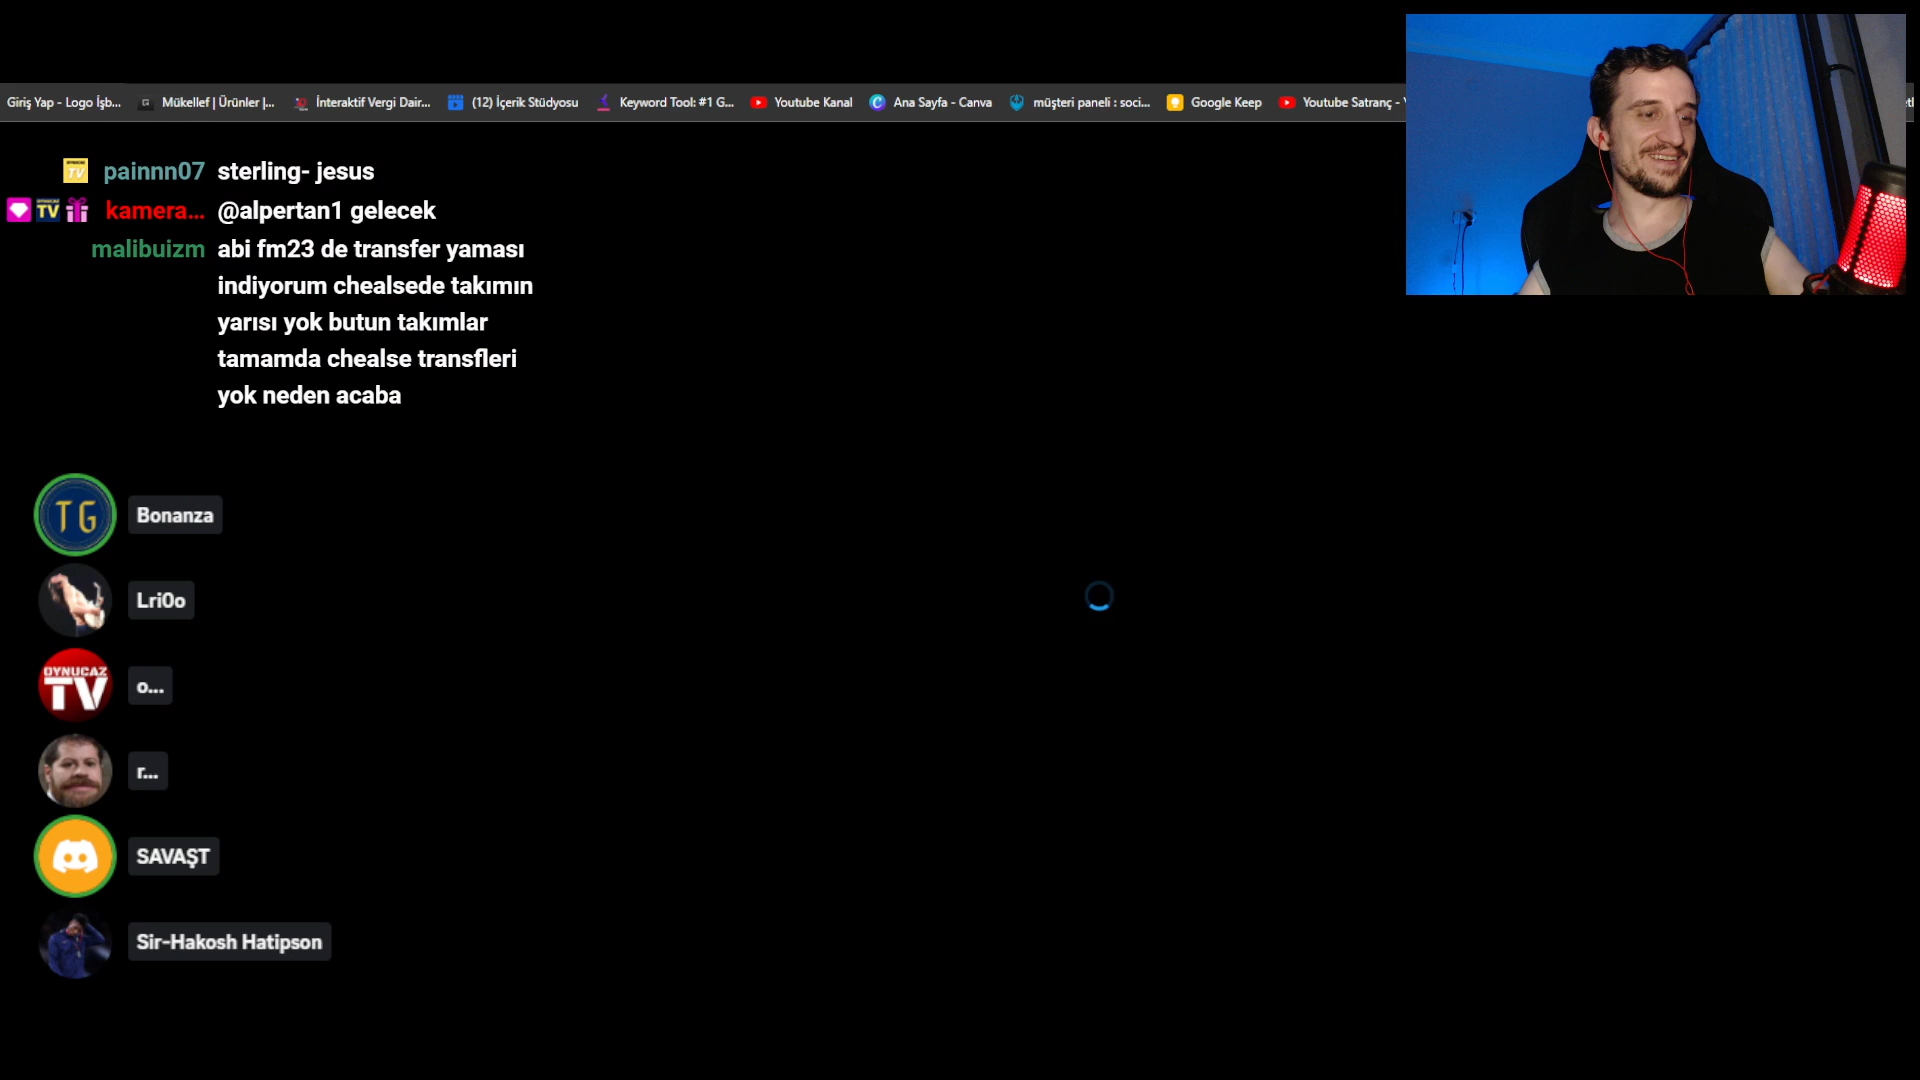 Giriş Yap - Logo İşb... Mükellef | Ürünler |... İnteraktif Vergi Dair... (12) İçerik Stüdyosu Keyword Tool: #1 G... Youtube Kanal Ana Sayfa - Canva müşteri paneli : soci... Google Keep Youtube Satranç -
TV painnn07 sterling- jesus
TV kamera... @alpertan1 gelecek
malibuizm abi fm23 de transfer yaması
indiyorum chealsede takımın
yarısı yok butun takımlar
tamamda chealse transfleri
yok neden acaba
TG Bonanza
Lri0o
OYNUCAZ
TV o...
r...
SAVAŞT
Sir-Hakosh Hatipson